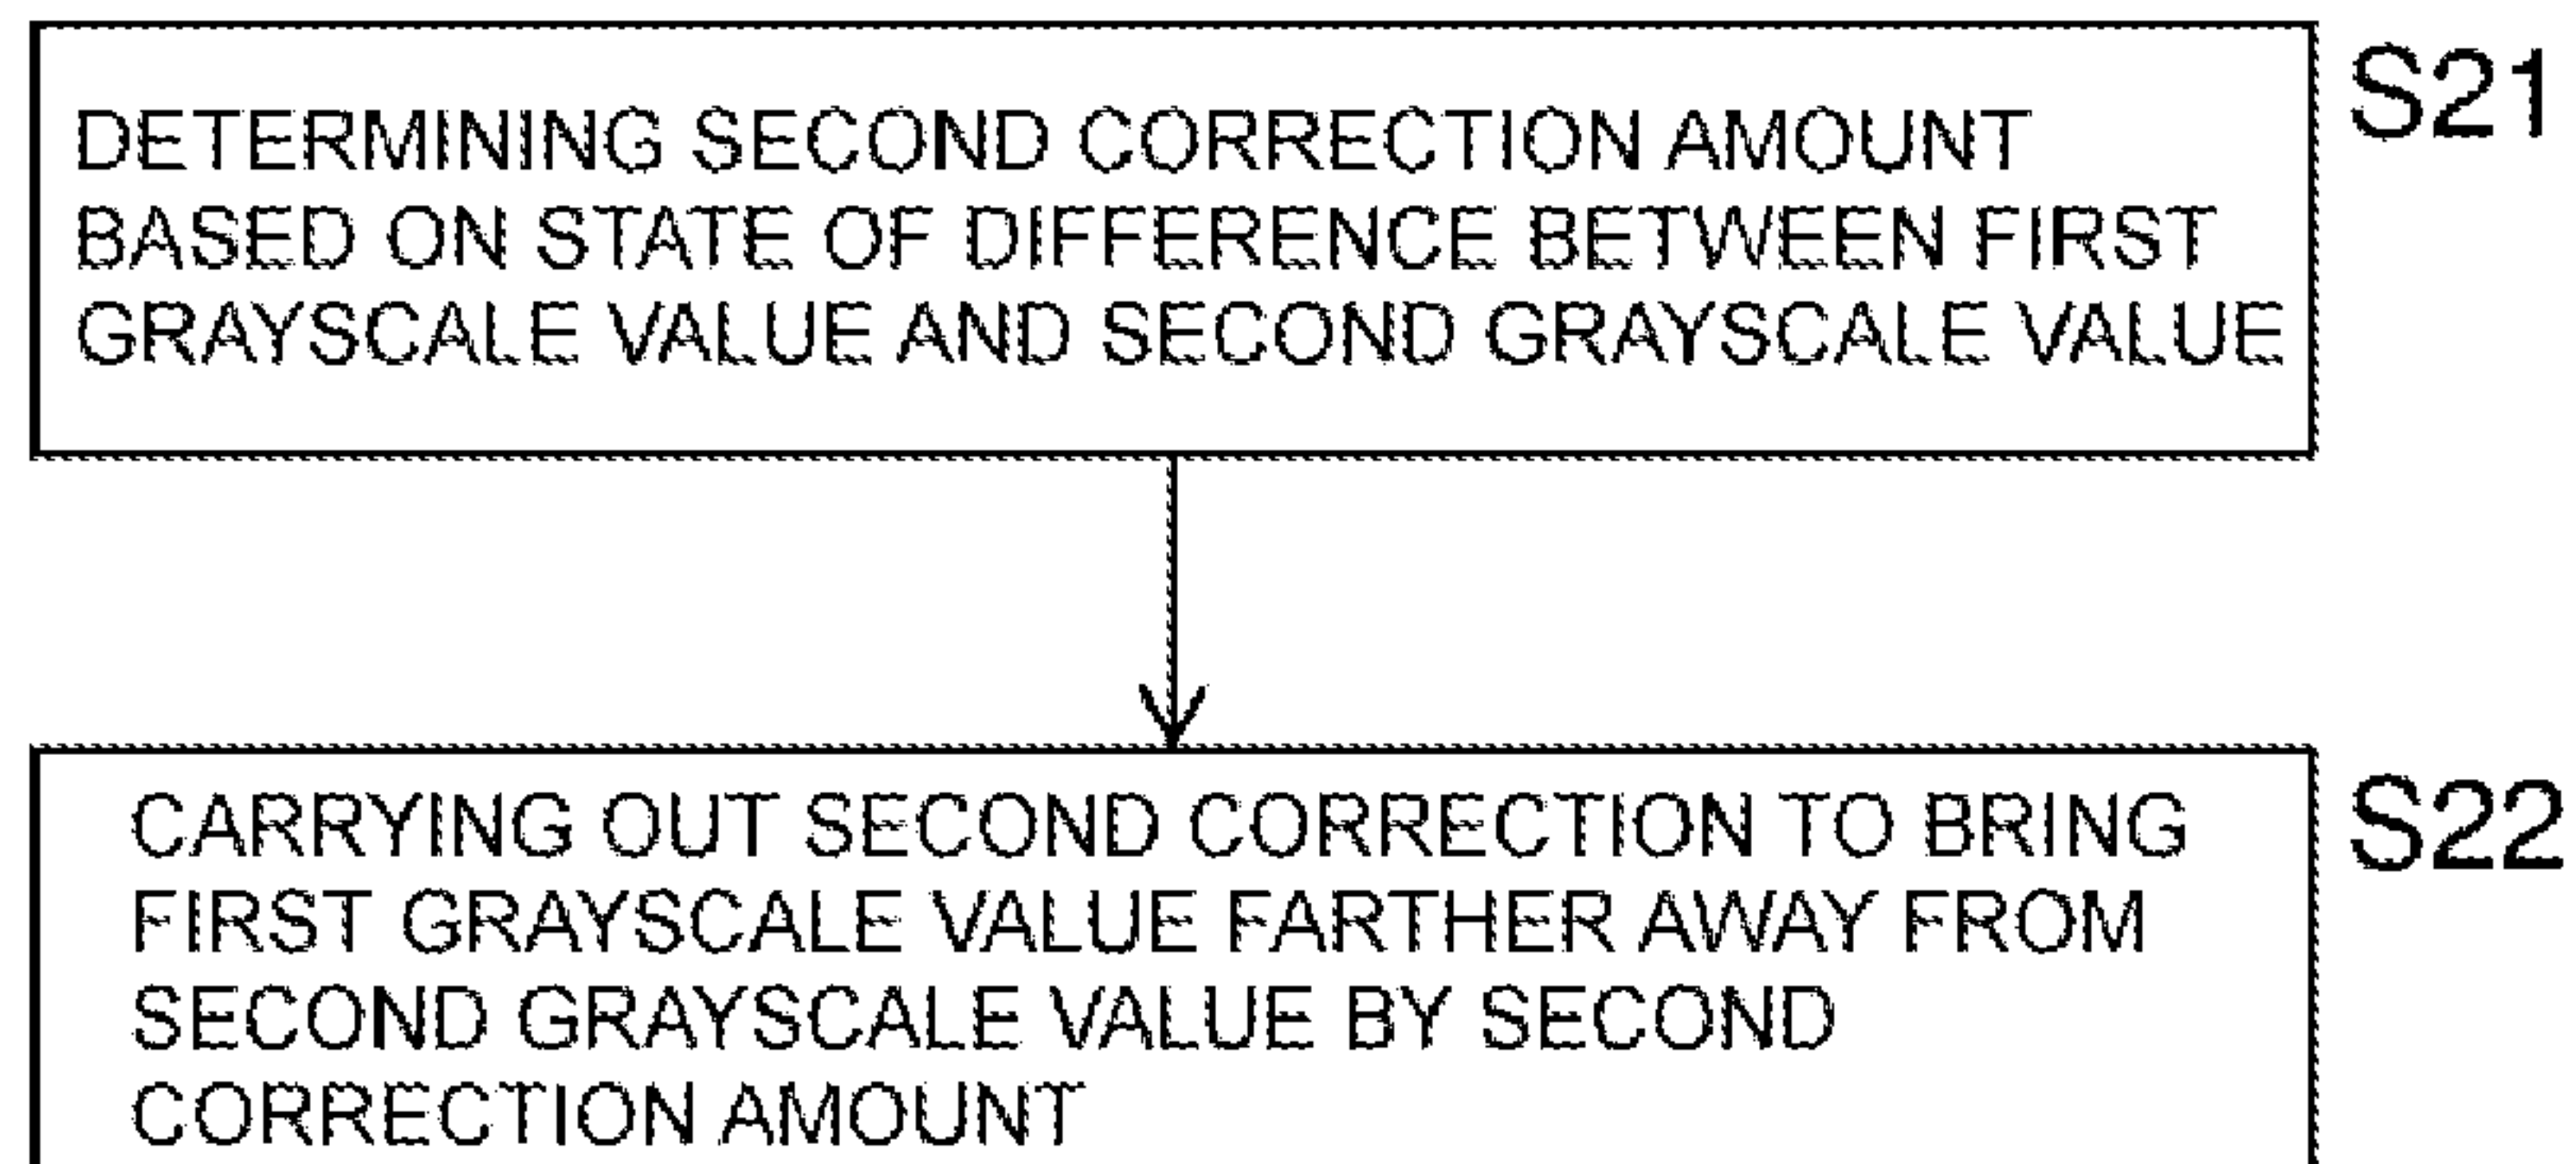 DETERMINING SECOND CORRECTION AMOUNT
BASED ON STATE OF DIFFERENCE BETWEEN FIRST
GRAYSCALE VALUE AND SECOND GRAYSCALE VALUE
S21
CARRYING OUT SECOND CORRECTION TO BRING
FIRST GRAYSCALE VALUE FARTHER AWAY FROM
SECOND GRAYSCALE VALUE BY SECOND
CORRECTION AMOUNT
S22